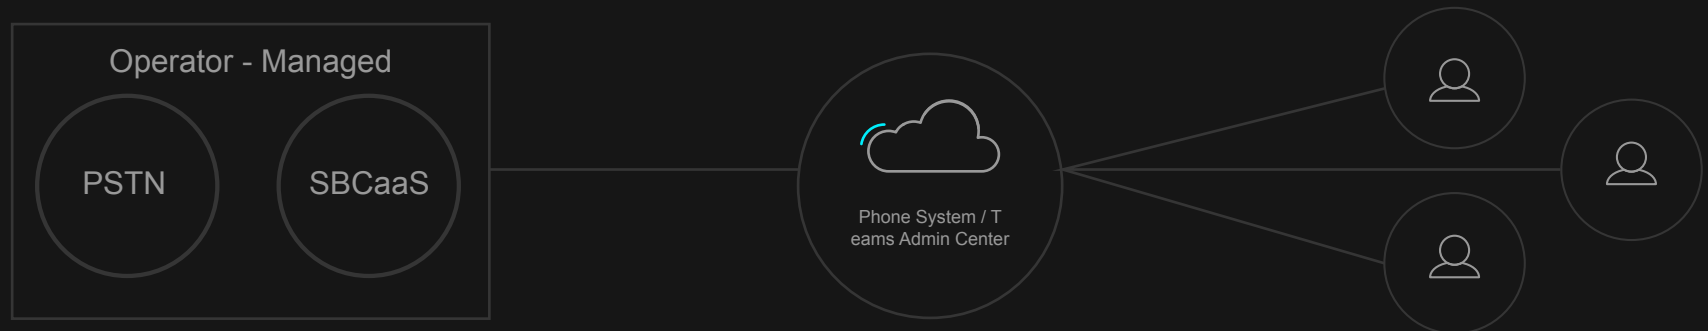 Operator - Managed
PSTN
SBCaaS
Phone System / T
eams Admin Center